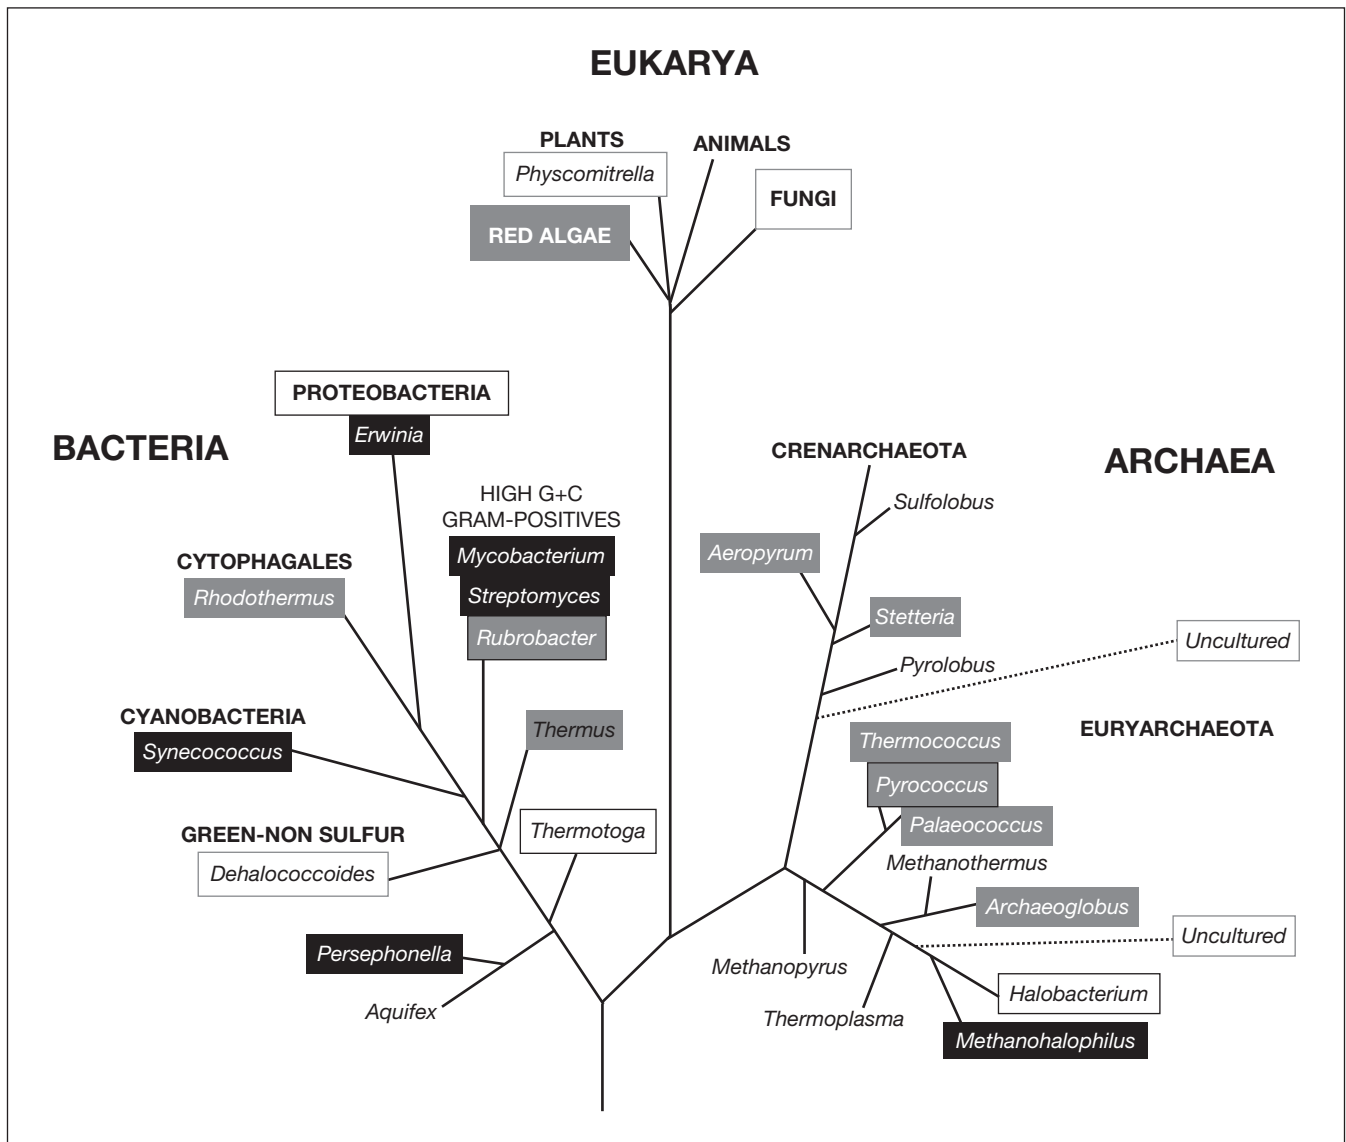 EUKARYA
PLANTS
Physcomitrella
RED ALGAE
ANIMALS
FUNGI
BACTERIA
PROTEOBACTERIA
Erwinia
HIGH G+C
GRAM-POSITIVES
Mycobacterium
Streptomyces
Rubrobacter
CYTOPHAGALES
Rhodothermus
CYANOBACTERIA
Synecococcus
Thermus
GREEN-NON SULFUR
Dehalococcoides
Thermotoga
Persephonella
Aquifex
ARCHAEA
CRENARCHAEOTA
Sulfolobus
Aeropyrum
Stetteria
Uncultured
Pyrolobus
EURYARCHAEOTA
Thermococcus
Pyrococcus
Palaeococcus
Methanothermus
Archaeoglobus
Uncultured
Methanopyrus
Halobacterium
Thermoplasma
Methanohalophilus